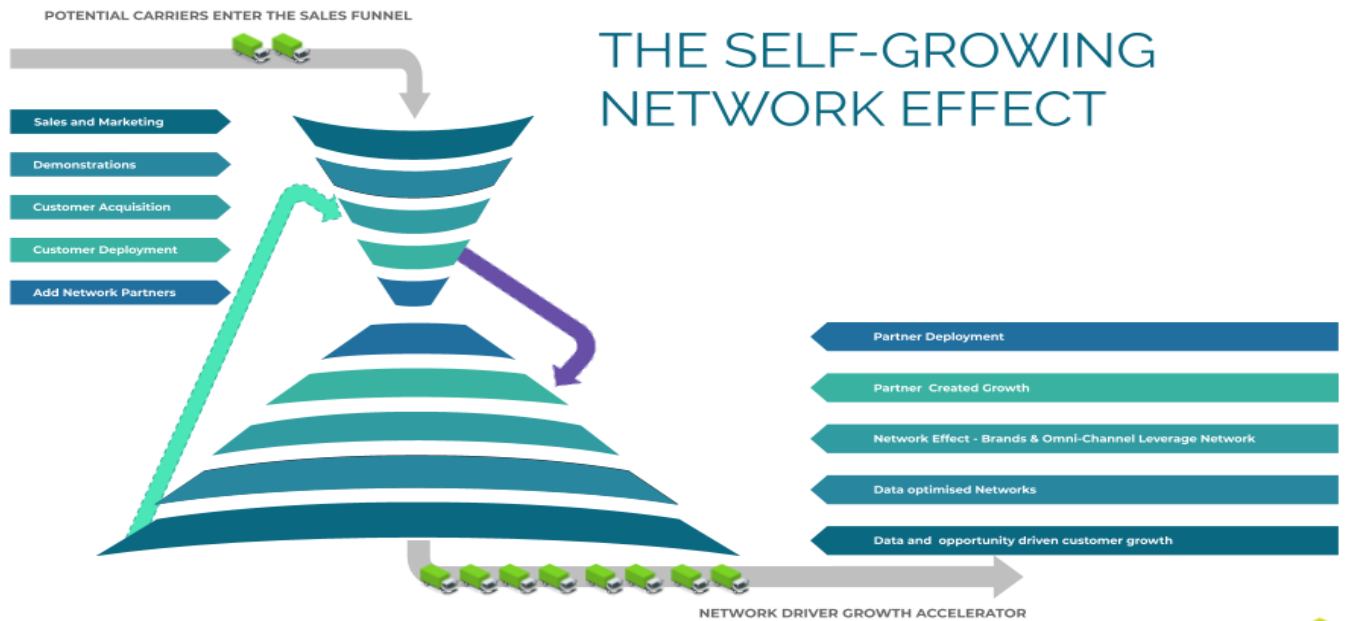 POTENTIAL CARRIERS ENTER THE SALES FUNNEL
THE SELF-GROWING
NETWORK EFFECT
Sales and Marketing
Demonstrations
Customer Acquisition
Customer Deployment
Add Network Partners
Partner Deployment
Partner Created Growth
Network Effect - Brands & Omni-Channel Leverage Network
Data optimised Networks
Data and opportunity driven customer growth
NETWORK DRIVER GROWTH ACCELERATOR